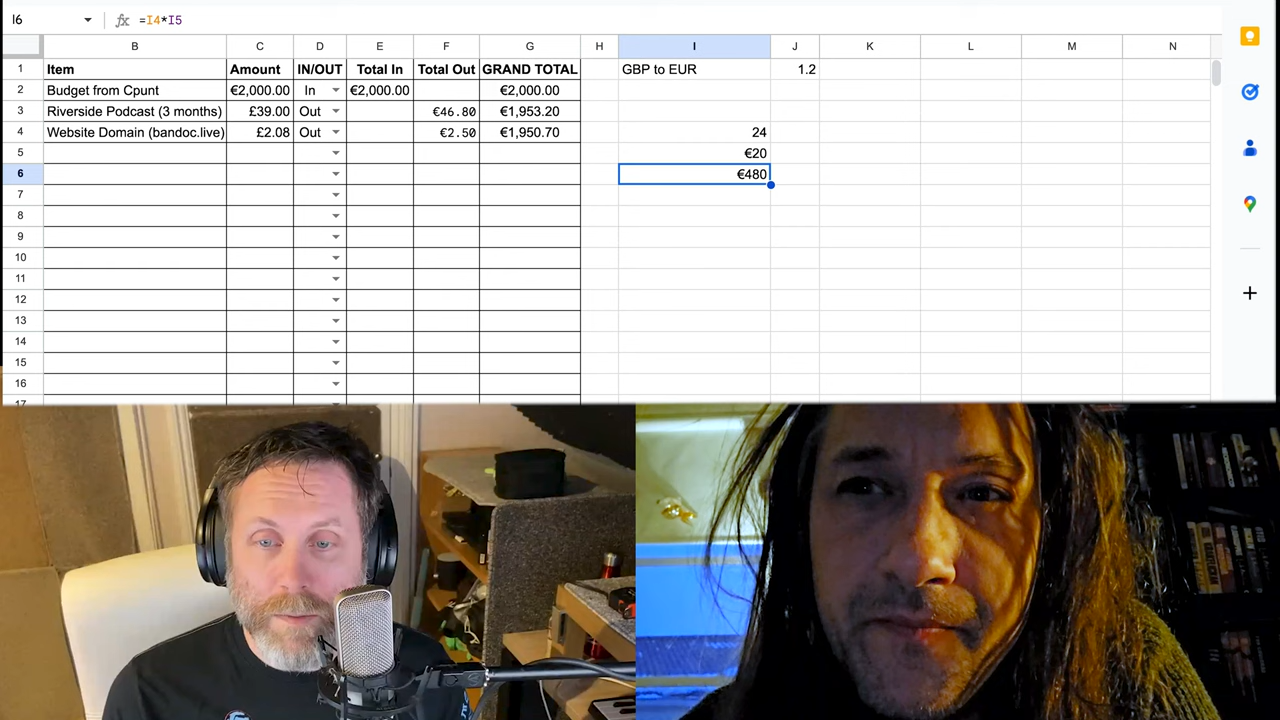 I6 fx =I4*I5
B C D E F G H I J K L M N
1 Item Amount IN/OUT Total In Total Out GRAND TOTAL GBP to EUR 1.2
2 Budget from Cpunt €2,000.00 In €2,000.00 €2,000.00
3 Riverside Podcast (3 months) £39.00 Out €46.80 €1,953.20
4 Website Domain (bandoc.live) £2.08 Out €2.50 €1,950.70 24
5 €20
6 €480
7
8
9
10
11
12
13
14
15
16
17